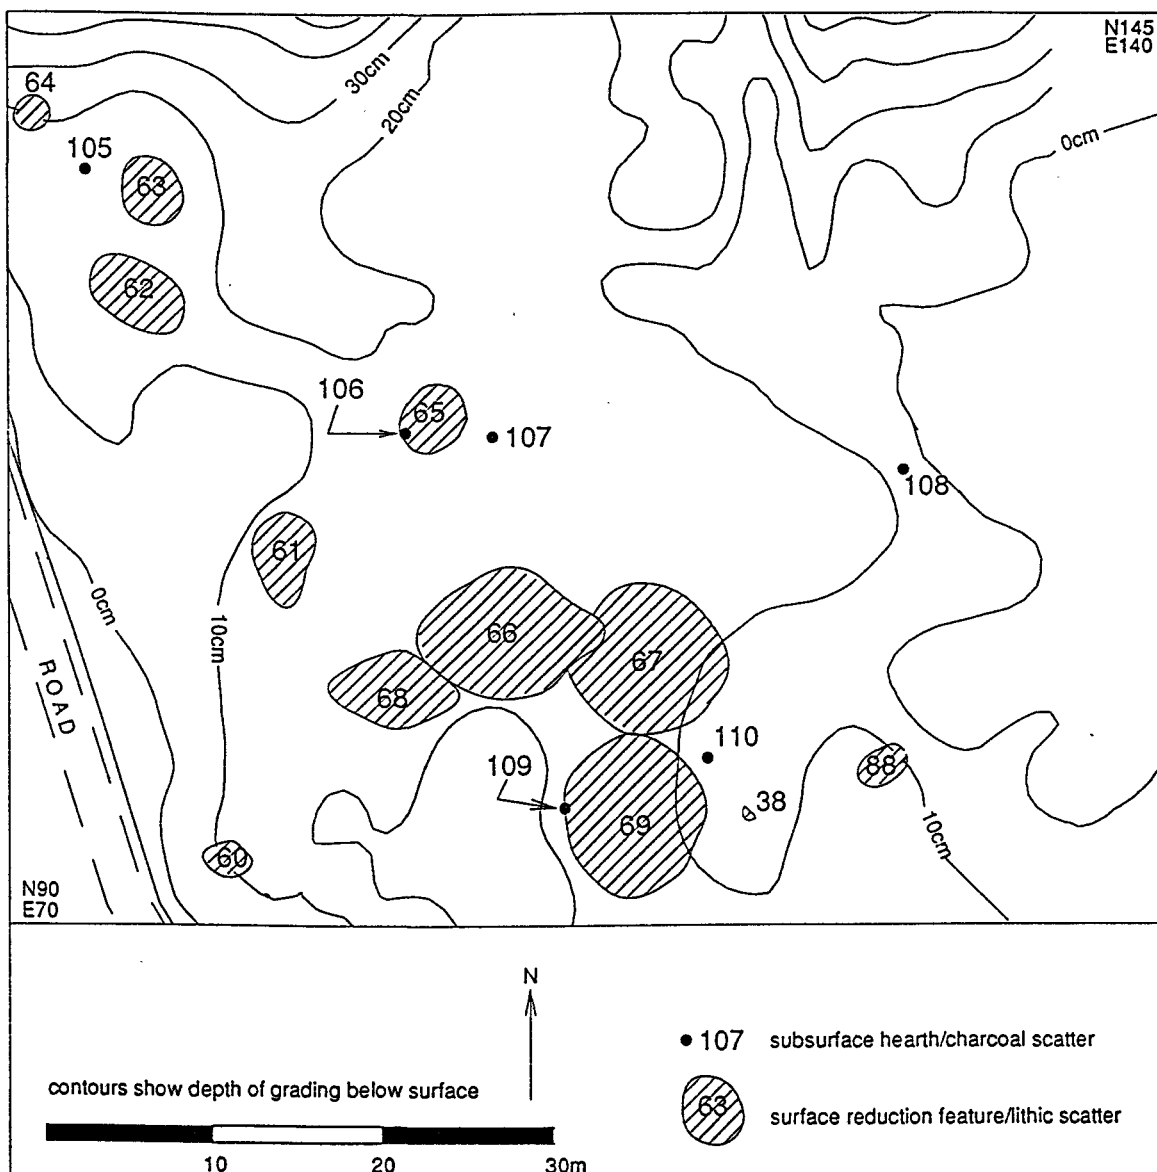 N145
E140
64
30cm
20cm
0cm
105
63
62
106
65
107
108
61
0cm
10cm
66
67
ROAD
68
110
109
88
38
69
10cm
60
N90
E70
N
107 subsurface hearth/charcoal scatter
contours show depth of grading below surface
63 surface reduction feature/lithic scatter
10 20 30m